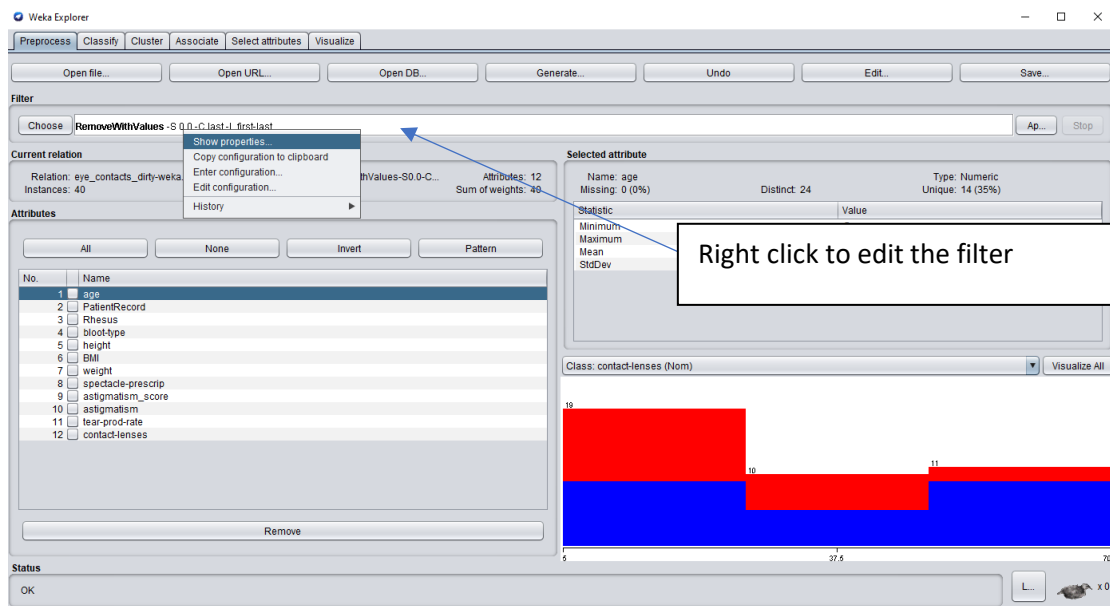 Weka Explorer
Preprocess Classify Cluster Associate Select attributes Visualize
Open file... Open URL... Open DB... Generate... Undo Edit... Save...
Filter
Choose RemoveWithValues -S 0.0 -C last -L first-last Ap... Stop
Show properties...
Copy configuration to clipboard
Enter configuration...
Edit configuration...
History
Current relation
Relation: eye_contacts_dirty-weka. hValues-S0.0-C... Attributes: 12
Instances: 40 Sum of weights: 40
Attributes
All None Invert Pattern
No. Name
1 age
2 PatientRecord
3 Rhesus
4 bloot-type
5 height
6 BMI
7 weight
8 spectacle-prescrip
9 astigmatism_score
10 astigmatism
11 tear-prod-rate
12 contact-lenses
Remove
Selected attribute
Name: age Type: Numeric
Missing: 0 (0%) Distinct: 24 Unique: 14 (35%)
Statistic Value
Minimum
Maximum
Mean
StdDev
Right click to edit the filter
Class: contact-lenses (Nom) Visualize All
19
10
11
5 37.5 70
Status
OK
L... x 0